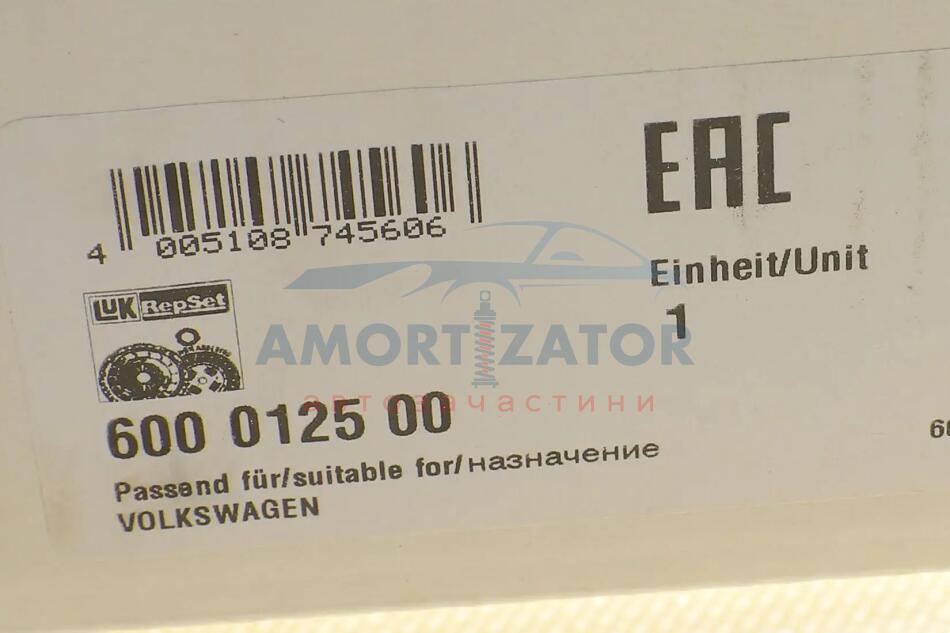 EAC
4 005108 745606
Einheit/Unit
1
LUK RepSet
AMORTIZATOR
автозачастини
600 0125 00
Passend für/suitable for/назначение
VOLKSWAGEN